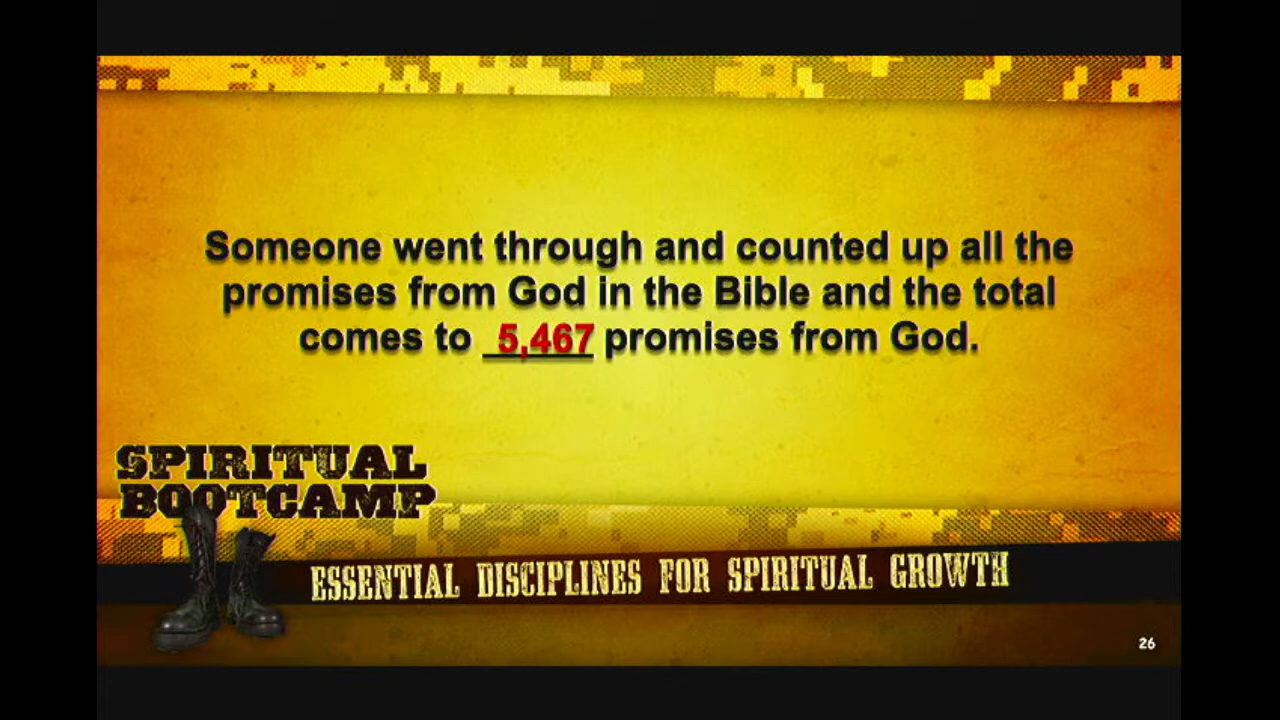 Someone went through and counted up all the
promises from God in the Bible and the total
comes to 5,467 promises from God.
SPIRITUAL
BOOTCAMP
ESSENTIAL DISCIPLINES FOR SPIRITUAL GROWTH
26